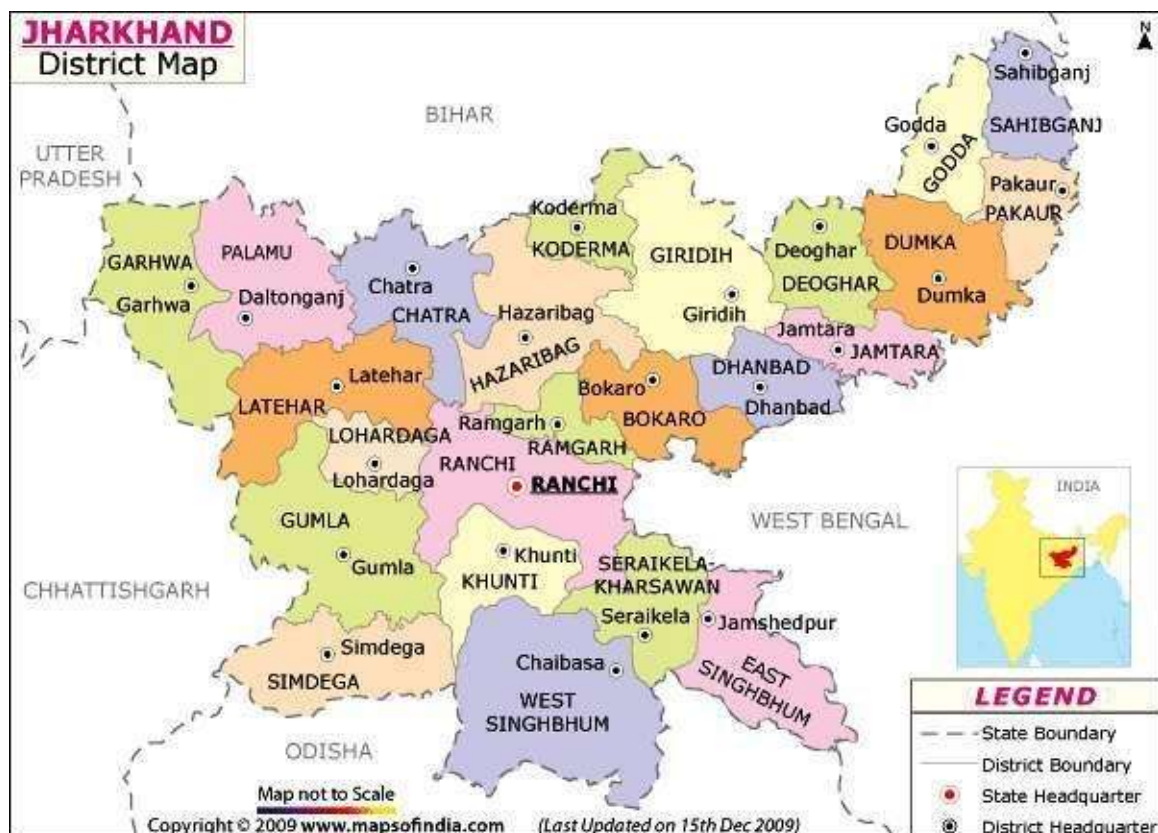 JHARKHAND
District Map
N
BIHAR
UTTER
PRADESH
Sahibganj
SAHIBGANJ
Godda
GODDA
Pakaur
PAKAUR
Koderma
KODERMA
GIRIDIH
Giridih
Deoghar
DEOGHAR
DUMKA
Dumka
GARHWA
Garhwa
PALAMU
Daltonganj
Chatra
CHATRA
Hazaribag
HAZARIBAG
Jamtara
JAMTARA
DHANBAD
Dhanbad
Latehar
LATEHAR
Bokaro
BOKARO
Ramgarh
RAMGARH
LOHARDAGA
Lohardaga
RANCHI
RANCHI
GUMLA
Gumla
Khunti
KHUNTI
WEST BENGAL
INDIA
CHHATTISHGARH
SERAIKELA-
KHARSAWAN
Seraikela
Jamshedpur
EAST
SINGHBHUM
Simdega
SIMDEGA
Chaibasa
WEST
SINGHBHUM
ODISHA
LEGEND
State Boundary
District Boundary
State Headquarter
District Headquarter
Map not to Scale
Copyright © 2009 www.mapsofindia.com (Last Updated on 15th Dec 2009)